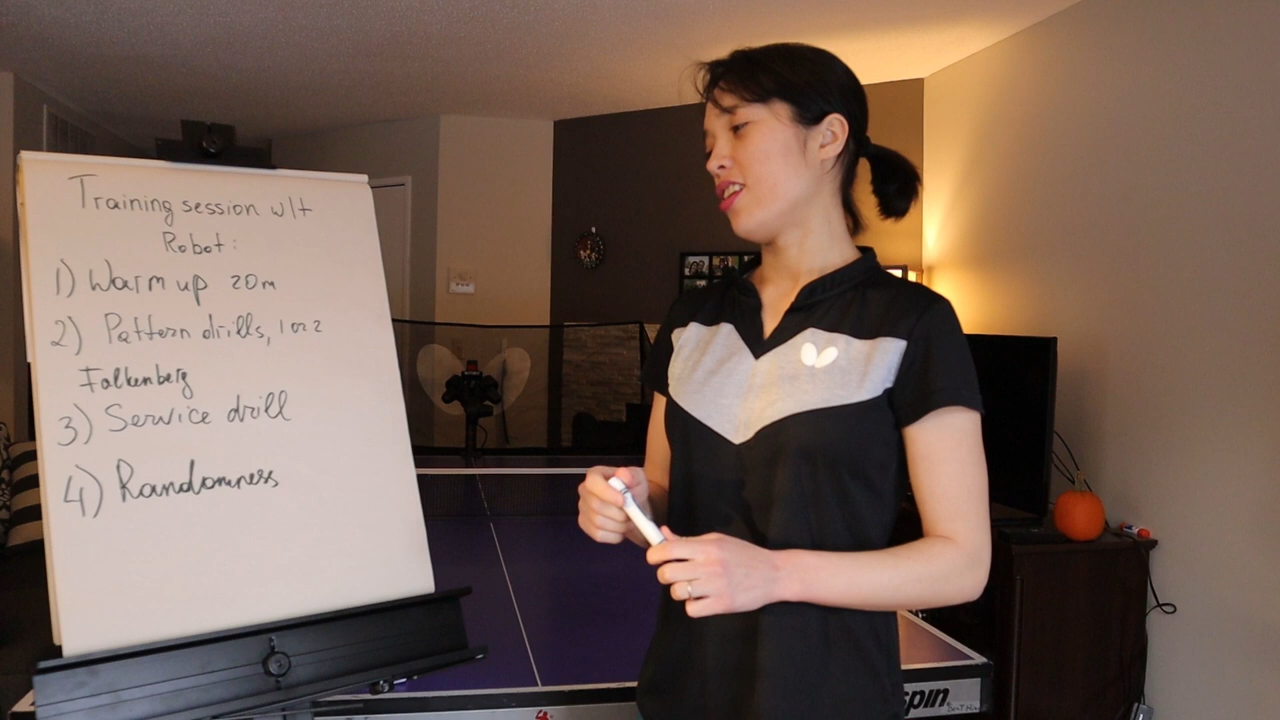 Training session w/t
Robot:
1) Warm up 20m
2) Pattern drills, 1 or 2
Falkenberg
3) Service drill
4) Randomness
spin